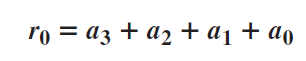 r₀ = a₃ + a₂ + a₁ + a₀